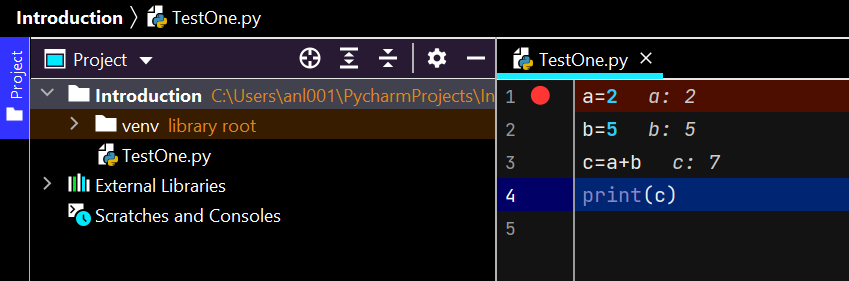 Introduction 〉 TestOne.py
Project
Project
Introduction C:\Users\anl001\PycharmProjects\In
venv library root
TestOne.py
External Libraries
Scratches and Consoles
TestOne.py ×
1 a=2 a: 2
2 b=5 b: 5
3 c=a+b c: 7
4 print(c)
5